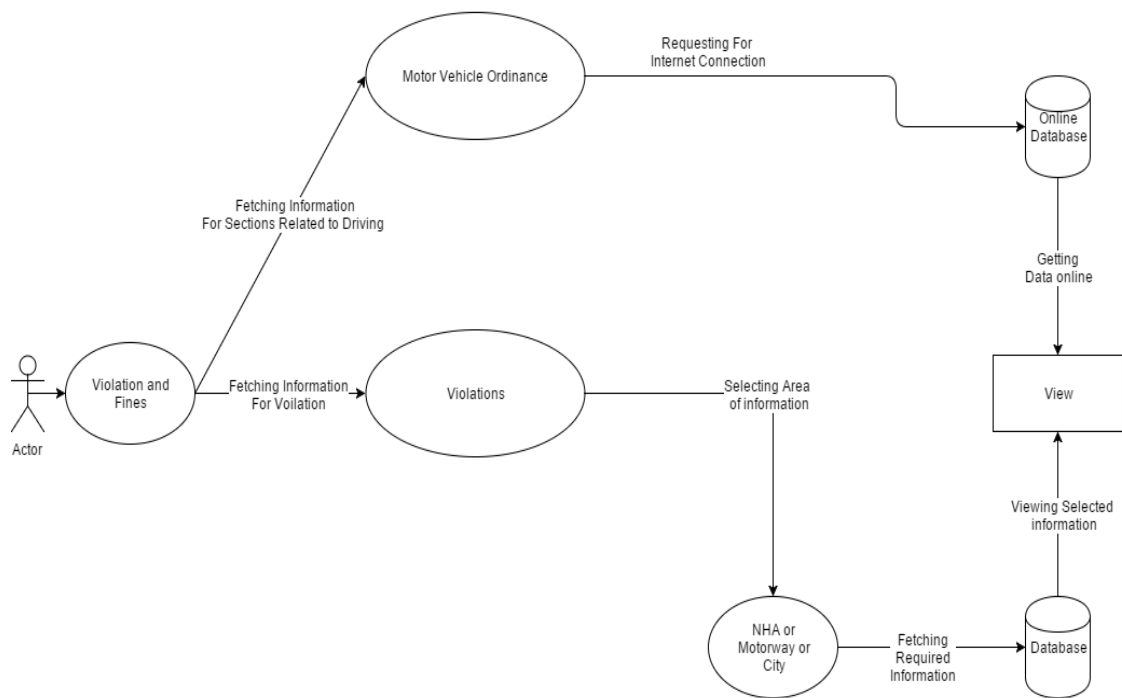 Motor Vehicle Ordinance
Requesting For
Internet Connection
Online
Database
Fetching Information
For Sections Related to Driving
Getting
Data online
Actor
Violation and
Fines
Fetching Information
For Voilation
Violations
Selecting Area
of information
View
Viewing Selected
information
NHA or
Motorway or
City
Fetching
Required
Information
Database